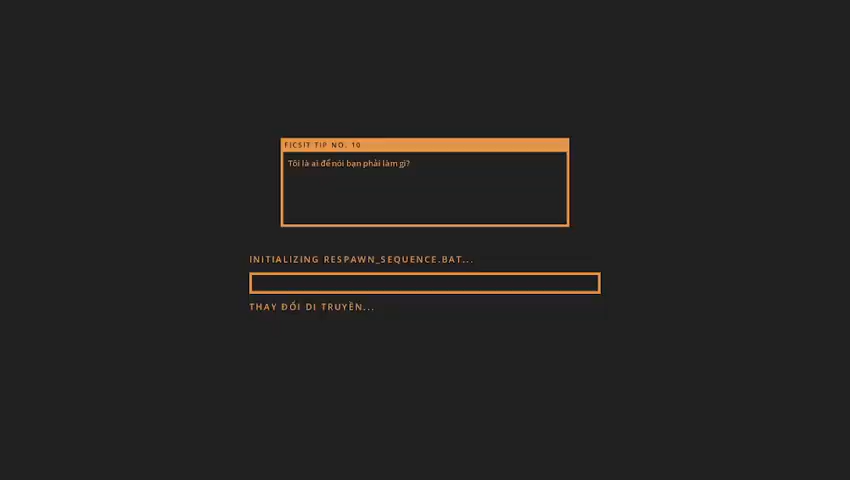 FICSIT TIP NO. 10
Tôi là ai để nói bạn phải làm gì?
INITIALIZING RESPAWN_SEQUENCE.BAT...
THAY ĐỔI DI TRUYỀN...